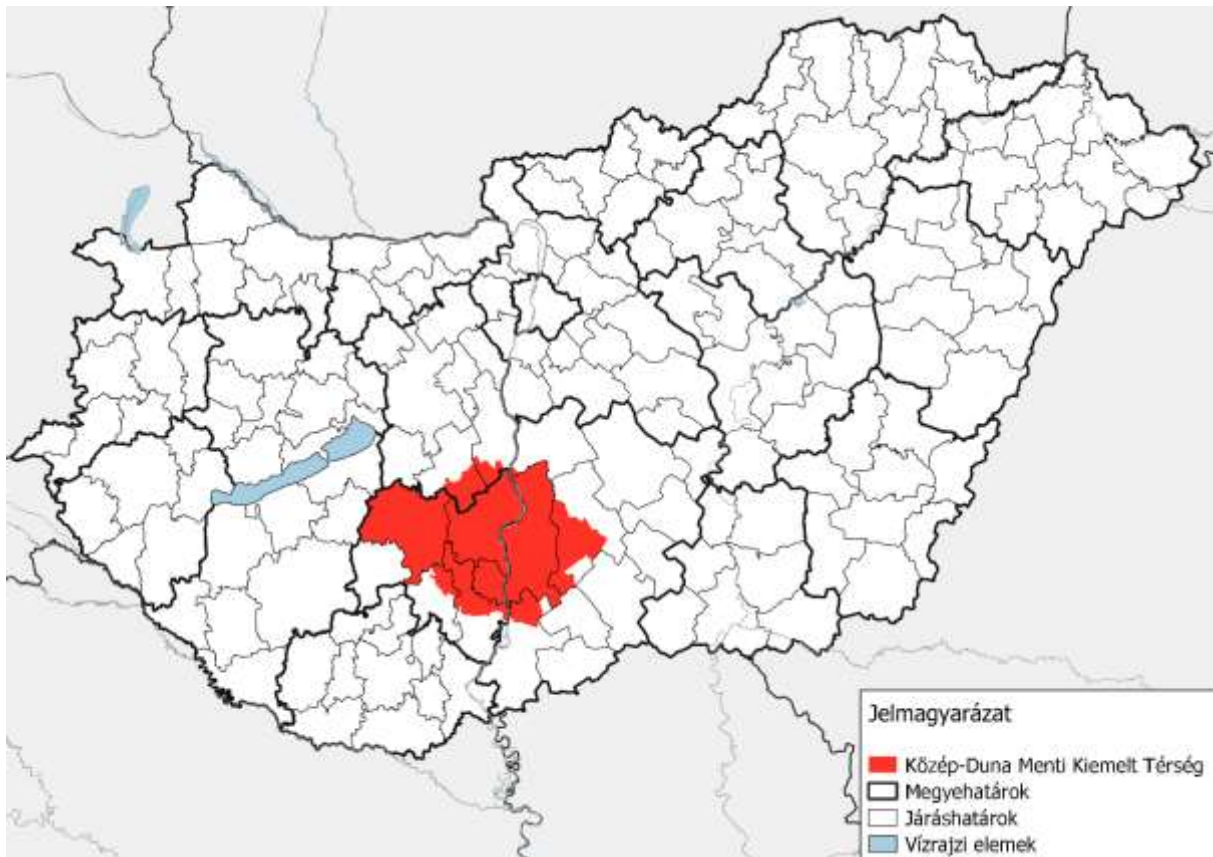 Jelmagyarázat
Közép-Duna Menti Kiemelt Térség
Megyehatárok
Járáshatárok
Vízrajzi elemek